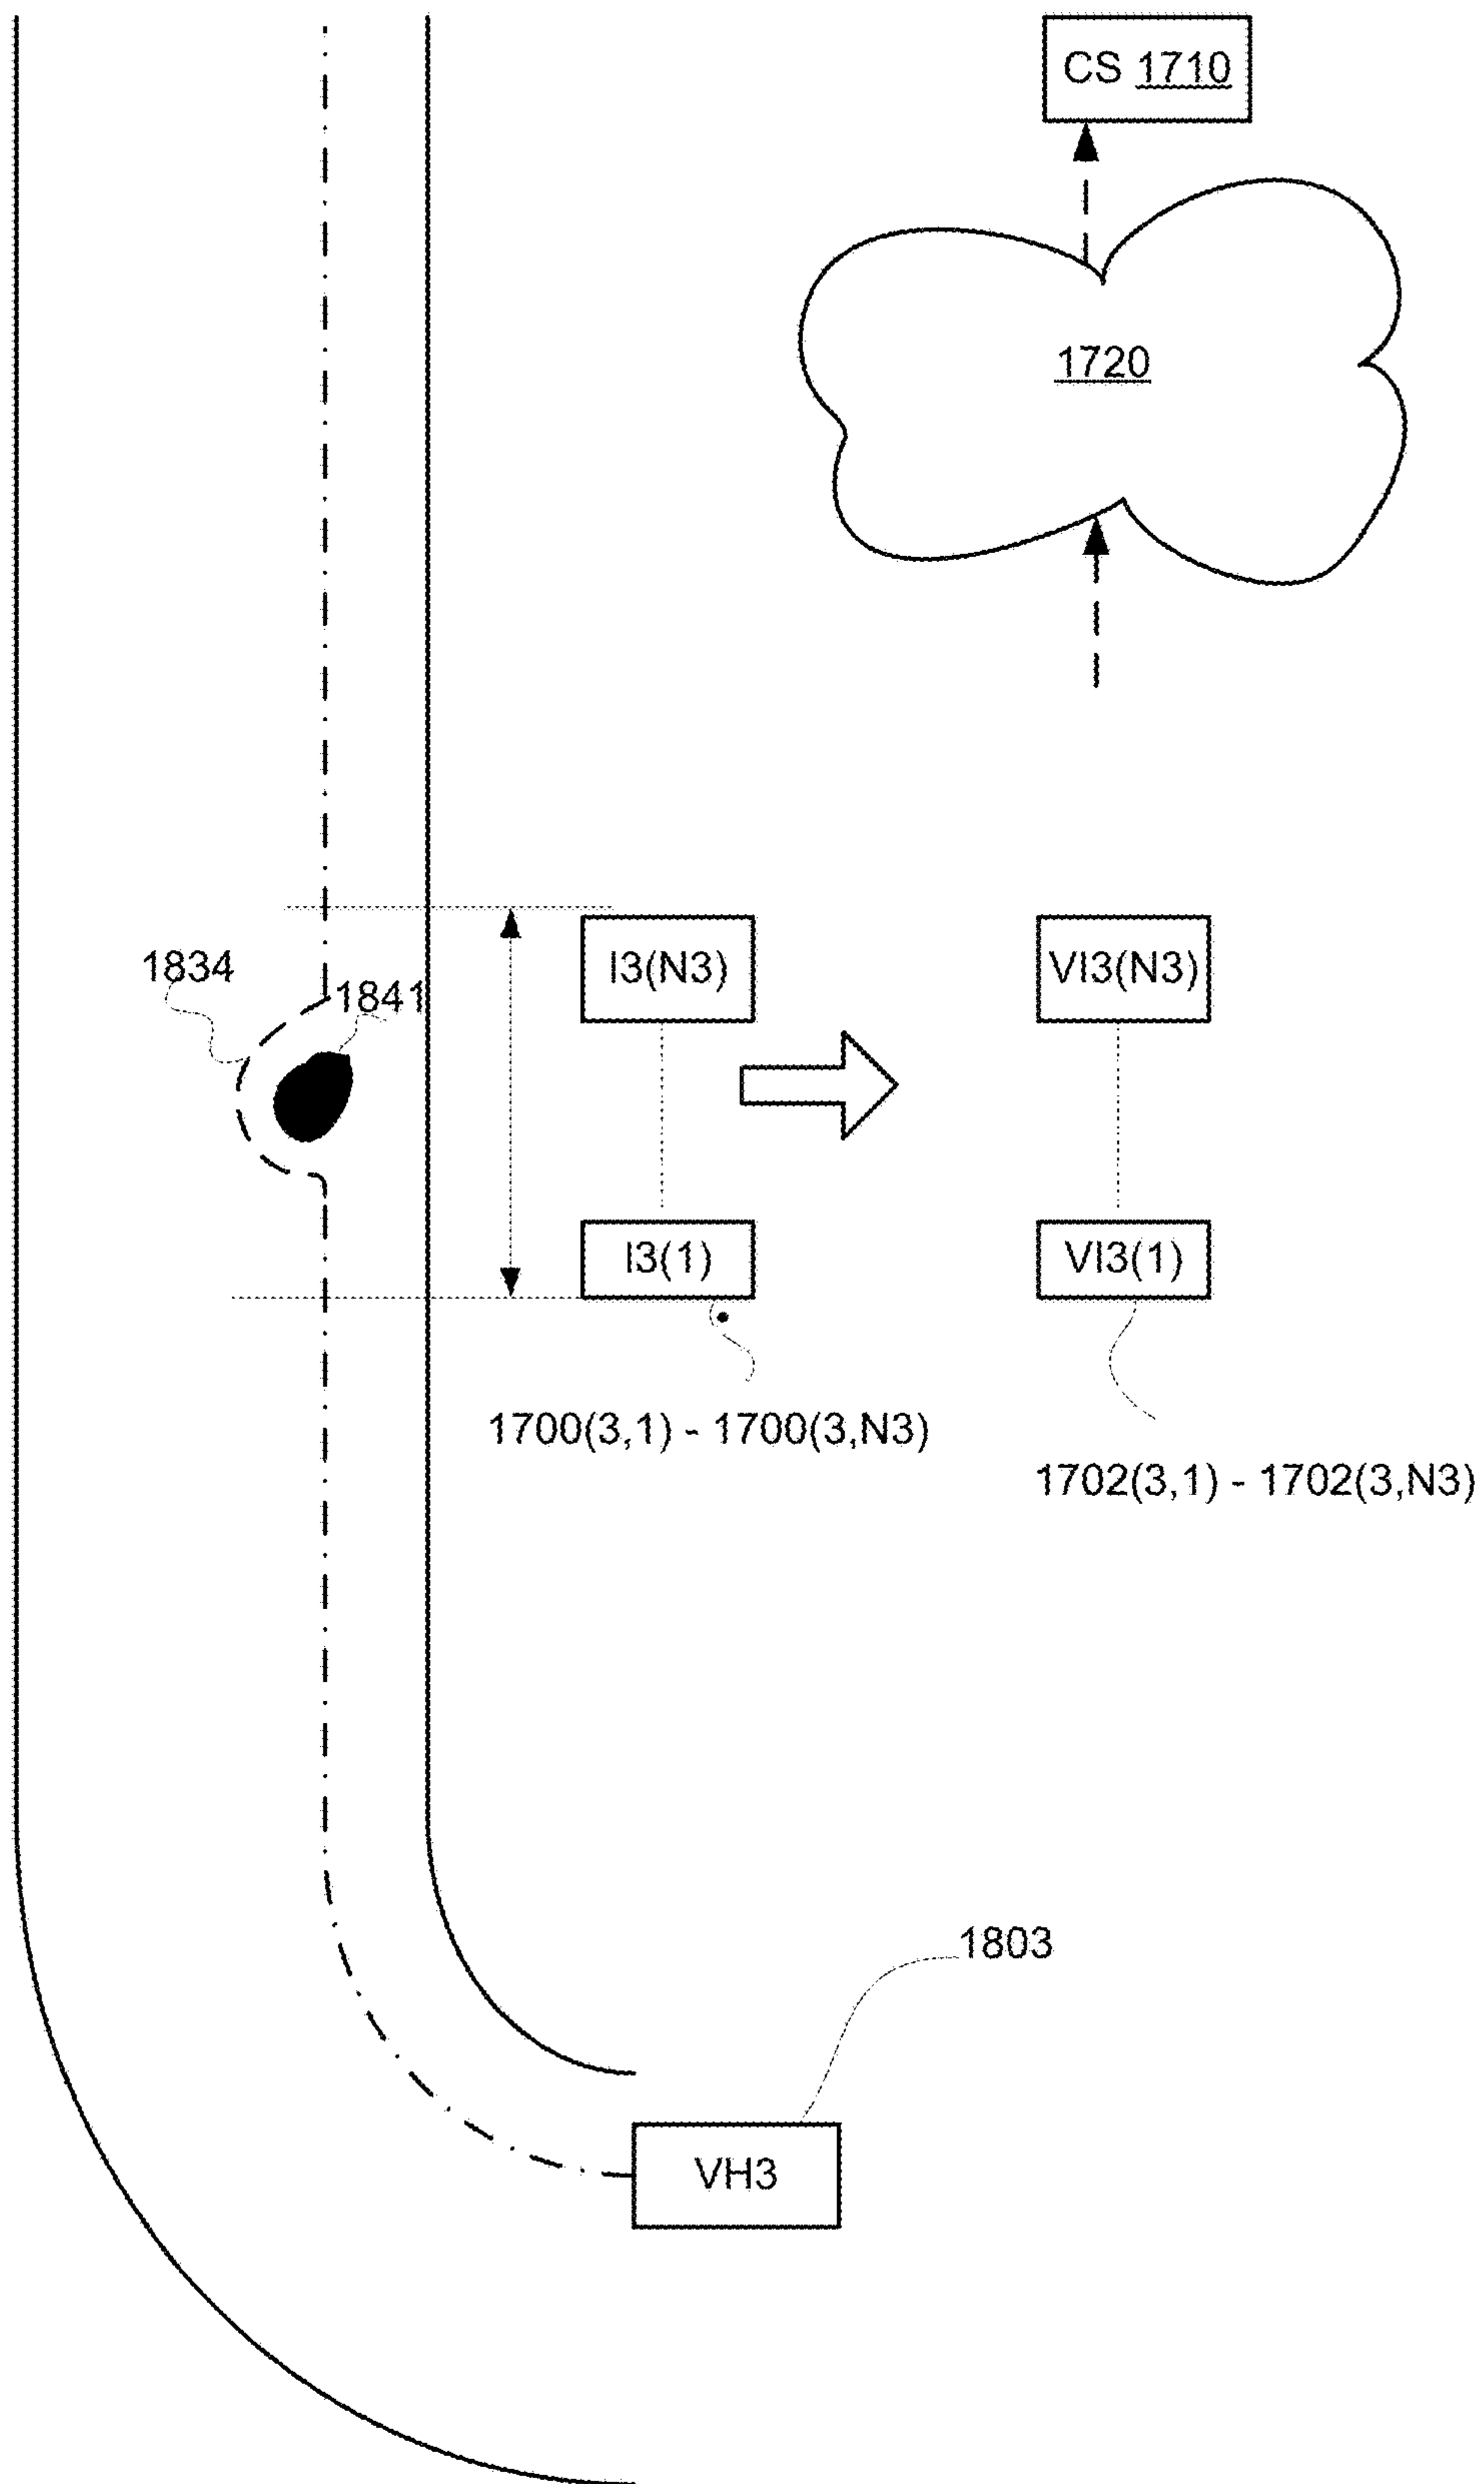 CS 1710
1720
1834
1841
I3(N3)
VI3(N3)
I3(1)
VI3(1)
1700(3,1) - 1700(3,N3)
1702(3,1) - 1702(3,N3)
1803
VH3